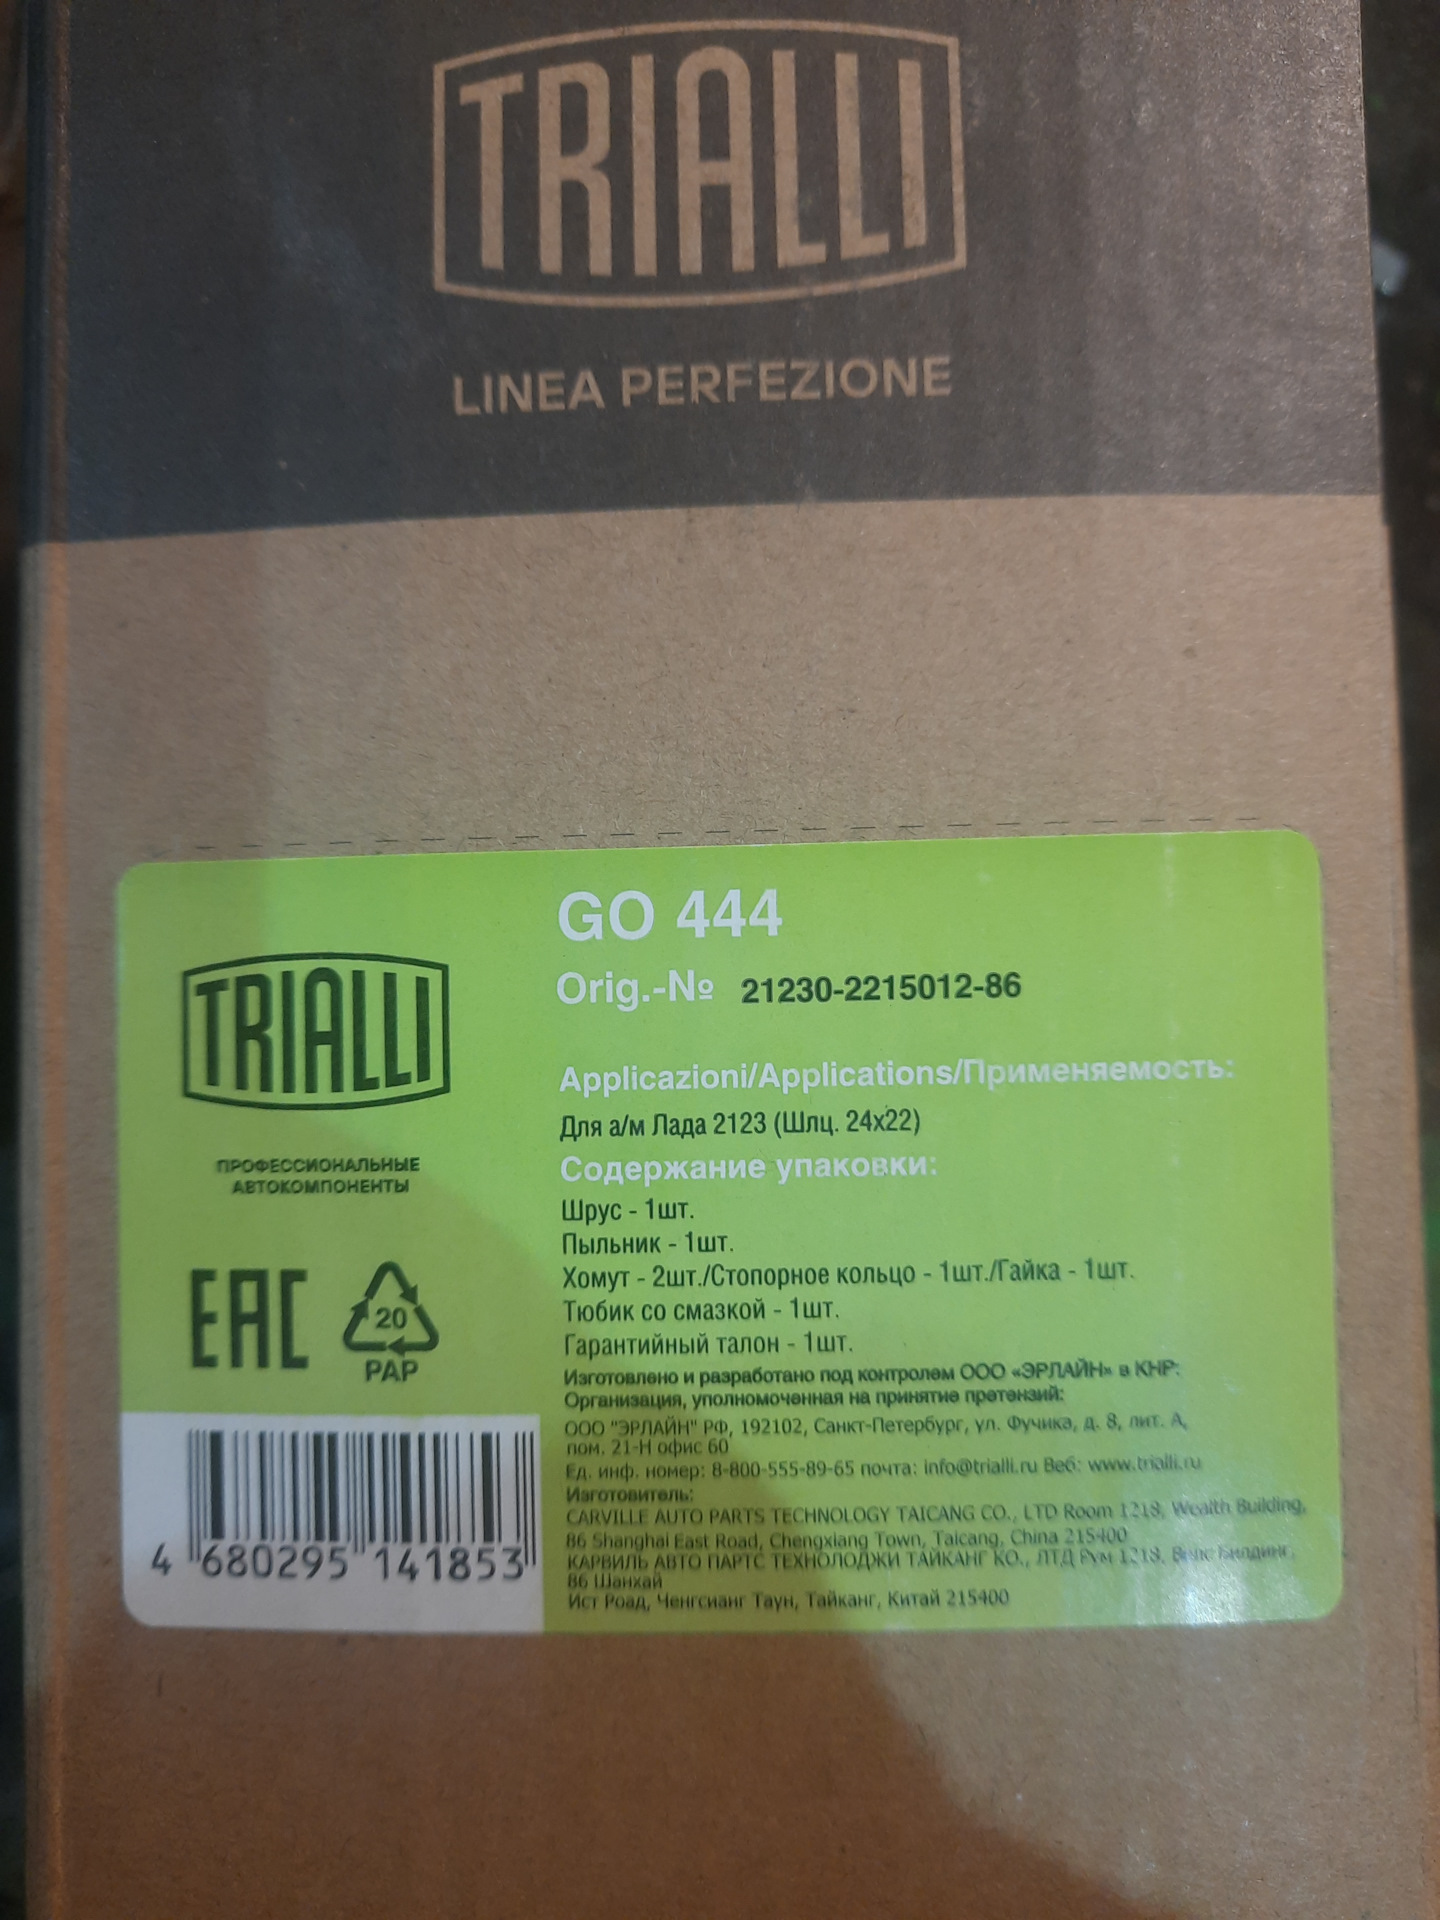 TRIALLI
LINEA PERFEZIONE
GO 444
Orig.-№ 21230-2215012-86
TRIALLI
ПРОФЕССИОНАЛЬНЫЕ
АВТОКОМПОНЕНТЫ
EAC
20
PAP
Applicazioni/Applications/Применяемость:
Для а/м Лада 2123 (Шлц. 24x22)
Содержание упаковки:
Шрус - 1шт.
Пыльник - 1шт.
Хомут - 2шт./Стопорное кольцо - 1шт./Гайка - 1шт.
Тюбик со смазкой - 1шт.
Гарантийный талон - 1шт.
Изготовлено и разработано под контролем ООО «ЭРЛАЙН» в КНР:
Организация, уполномоченная на принятие претензий:
ООО "ЭРЛАЙН" РФ, 192102, Санкт-Петербург, ул. Фучика, д. 8, лит. А,
пом. 21-Н офис 60
Ед. инф. номер: 8-800-555-89-65 почта: info@trialli.ru Веб: www.trialli.ru
Изготовитель:
CARVILLE AUTO PARTS TECHNOLOGY TAICANG CO., LTD Room 1218, Wealth Building,
86 Shanghai East Road, Chengxiang Town, Taicang, China 215400
КАРВИЛЬ АВТО ПАРТС ТЕХНОЛОДЖИ ТАЙКАНГ КО., ЛТД Рум 1218, Билдинг,
86 Шанхай
Ист Роад, Ченгсианг Таун, Тайканг, Китай 215400
4 680295 141853